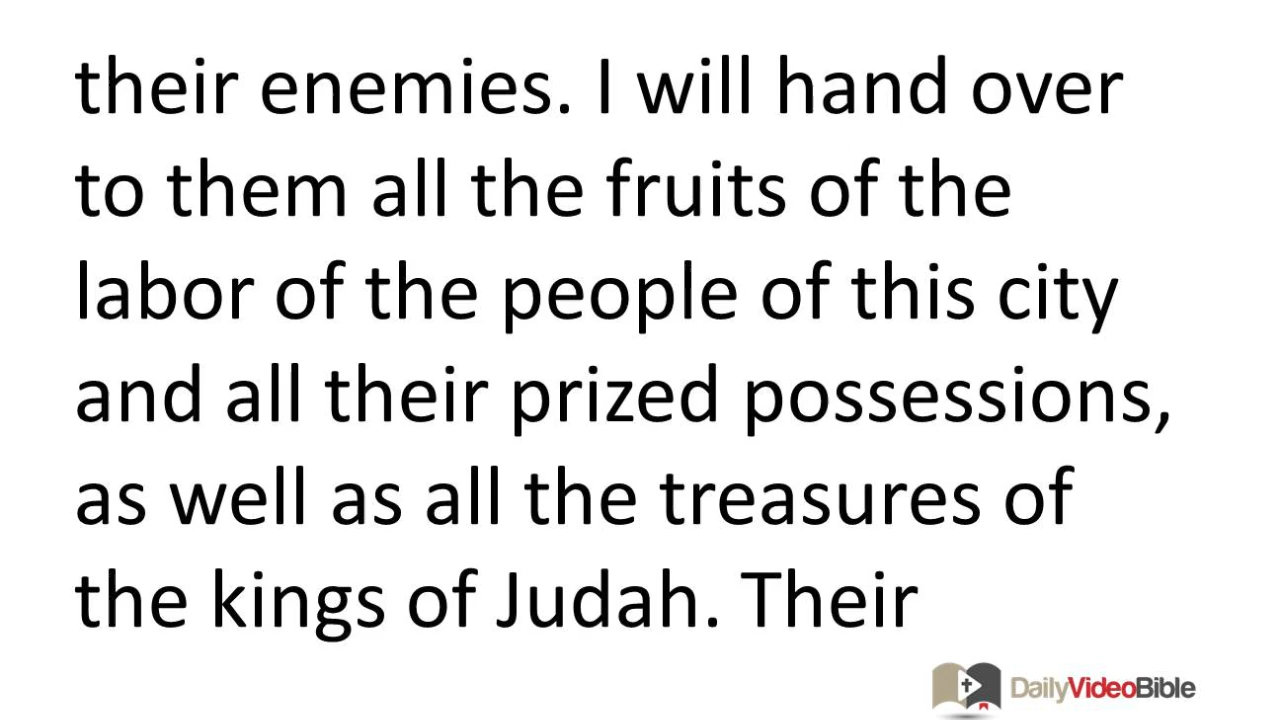 their enemies. I will hand over
to them all the fruits of the
labor of the people of this city
and all their prized possessions,
as well as all the treasures of
the kings of Judah. Their
DailyVideoBible